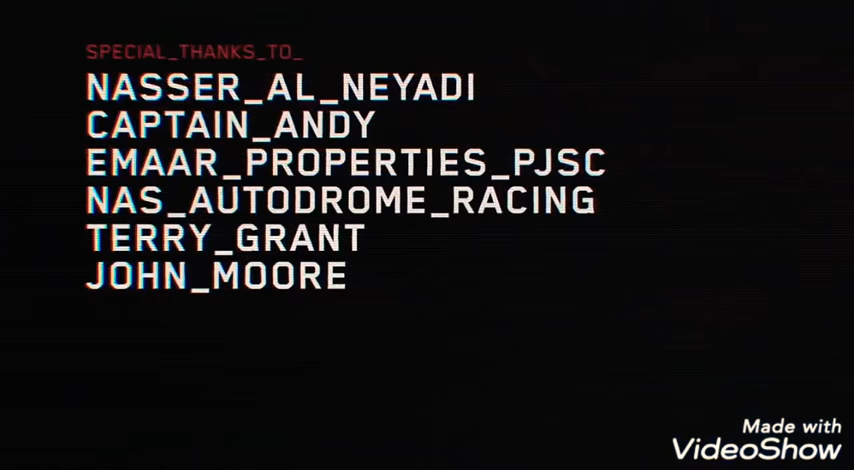 SPECIAL_THANKS_TO_
NASSER_AL_NEYADI
CAPTAIN_ANDY
EMAAR_PROPERTIES_PJSC
NAS_AUTODROME_RACING
TERRY_GRANT
JOHN_MOORE
Made with
VideoShow